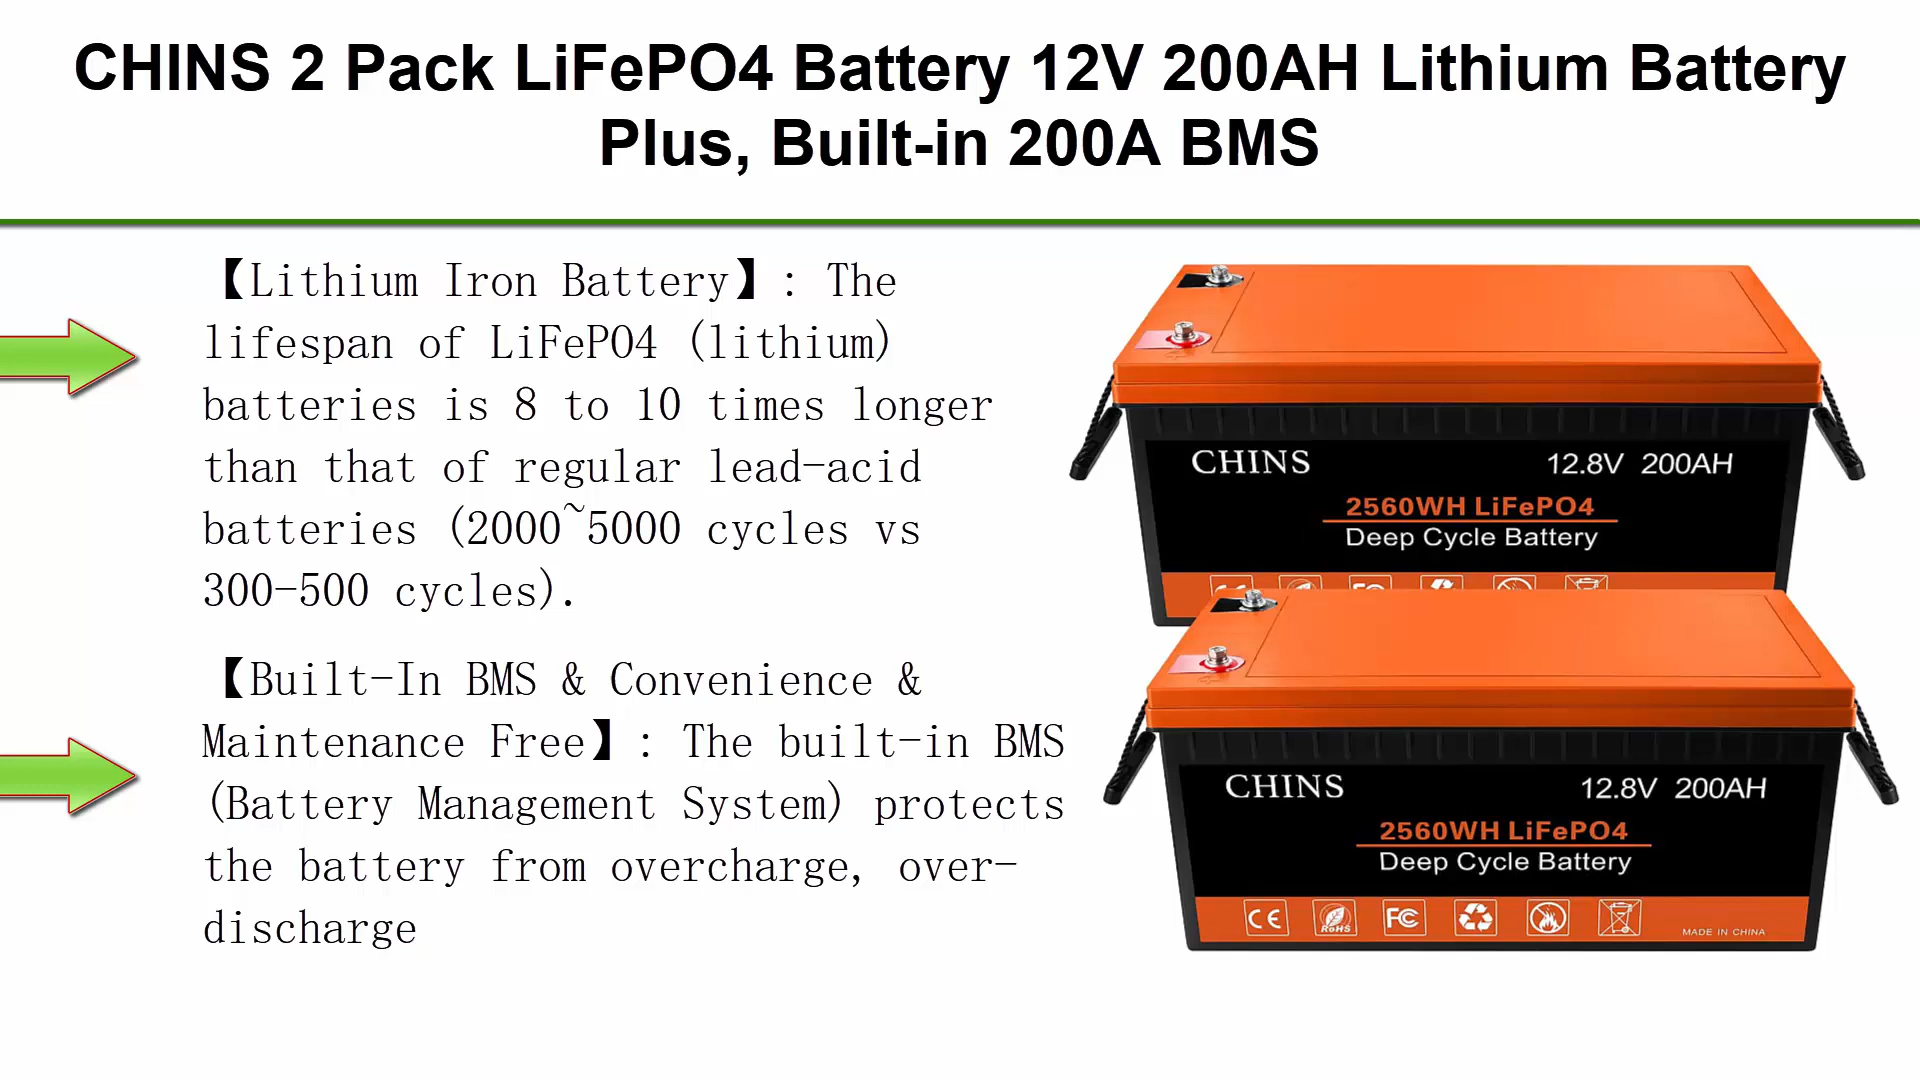 CHINS 2 Pack LiFePO4 Battery 12V 200AH Lithium Battery
Plus, Built-in 200A BMS
【Lithium Iron Battery】: The
lifespan of LiFePO4 (lithium)
batteries is 8 to 10 times longer
than that of regular lead-acid
batteries (2000~5000 cycles vs
300-500 cycles).
【Built-In BMS & Convenience &
Maintenance Free】: The built-in BMS
(Battery Management System) protects
the battery from overcharge, over-
discharge
CHINS 12.8V 200AH
2560WH LiFePO4
Deep Cycle Battery
CHINS 12.8V 200AH
2560WH LiFePO4
Deep Cycle Battery
CE RoHS FC
MADE IN CHINA